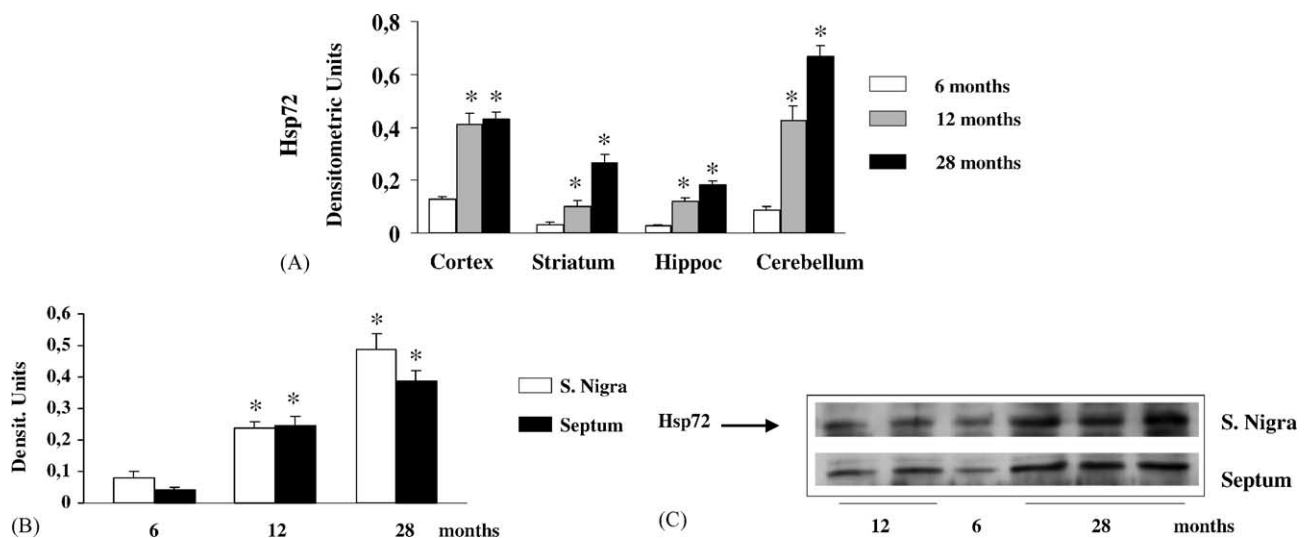 Hsp72
Densitometric Units
0,8
0,6
0,4
0,2
0
* * * * * * * *
Cortex Striatum Hippoc Cerebellum
6 months
12 months
28 months
(A)
Densit. Units
0,6
0,5
0,4
0,3
0,2
0,1
0
* * * *
6 12 28 months
S. Nigra
Septum
(B)
Hsp72
S. Nigra
Septum
12 6 28 months
(C)